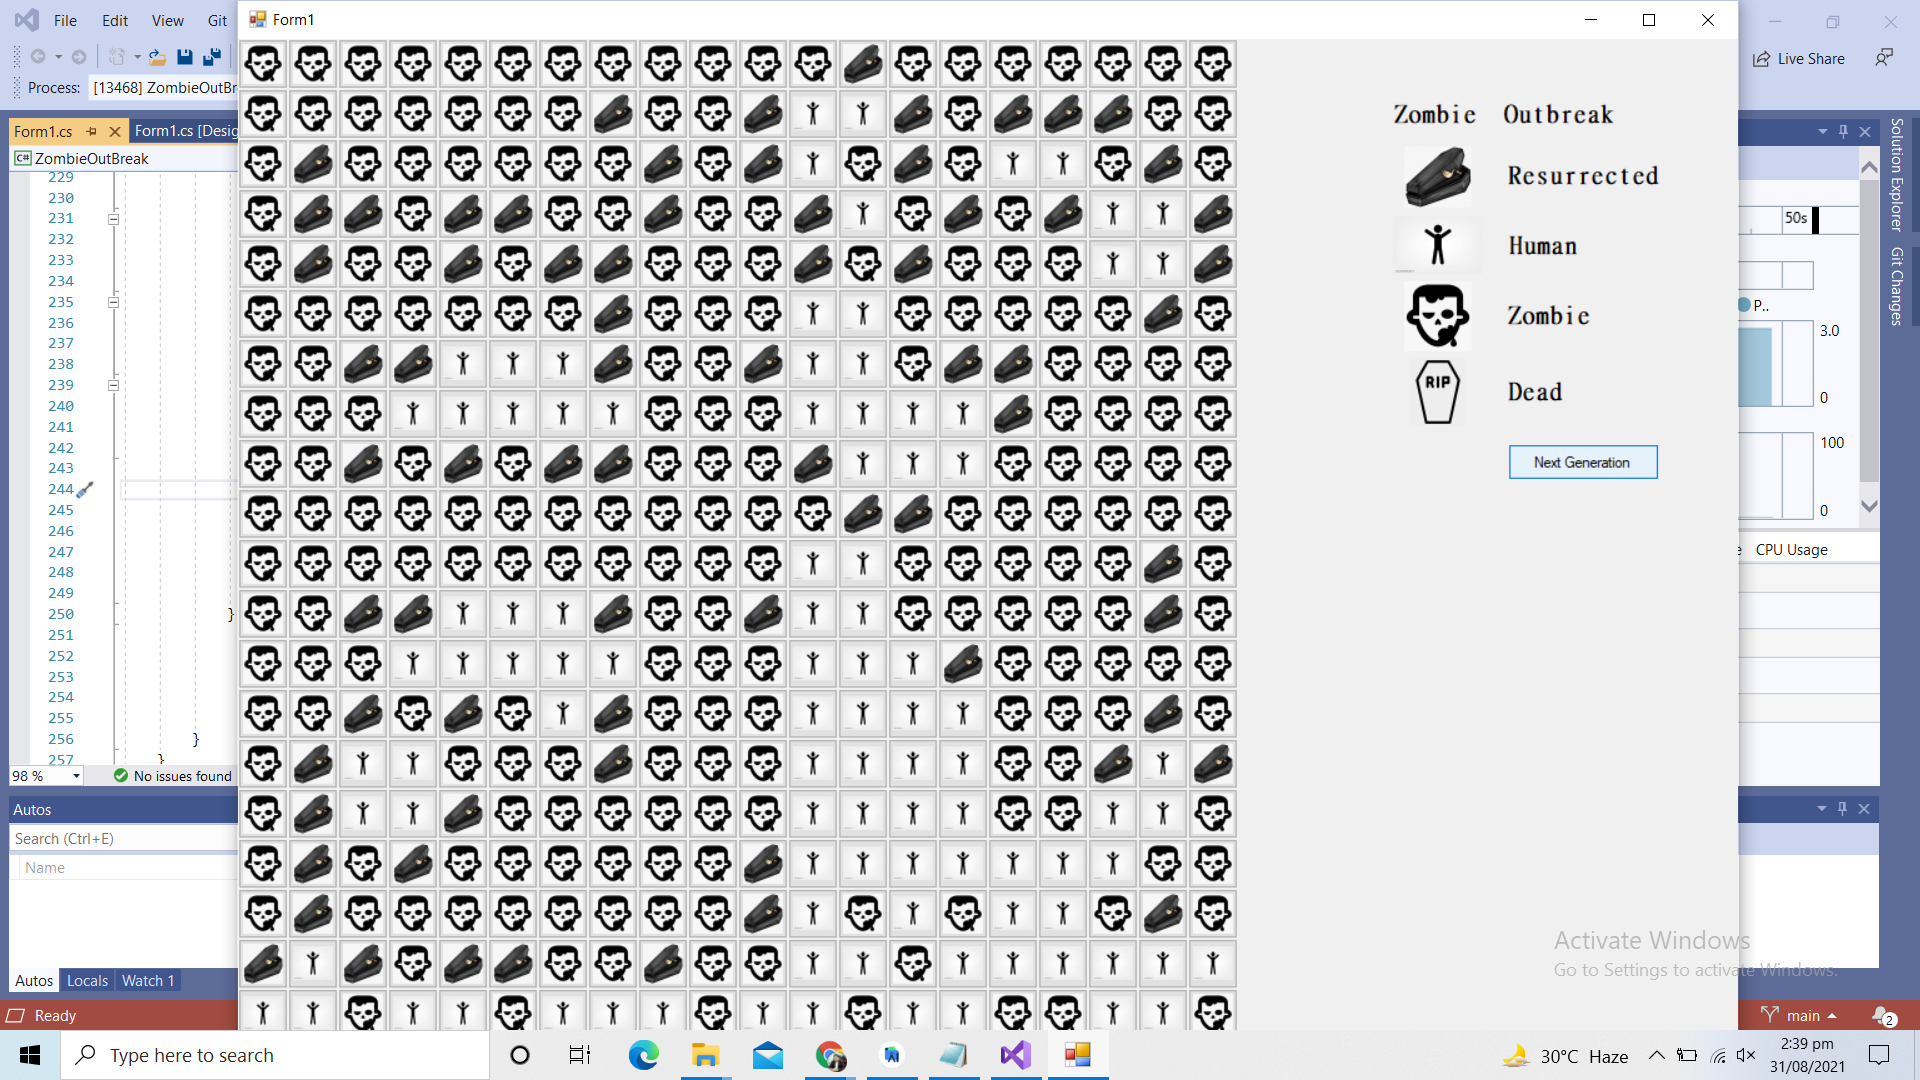 File Edit View Git
Form1
Live Share
Process: [13468] ZombieOutBr
Form1.cs
Form1.cs [Desig
ZombieOutBreak
229
230
231
232
233
234
235
236
237
238
239
240
241
242
243
244
245
246
247
248
249
250 }
251
252
253
254
255
256 }
257 }
98 %
No issues found
Autos
Search (Ctrl+E)
Name
Autos Locals Watch 1
Ready
Zombie Outbreak
Resurrected
Human
Zombie
RIP
Dead
Next Generation
Solution Explorer
Git Changes
50s
P..
3.0
0
100
0
CPU Usage
Activate Windows
Go to Settings to activate Windows.
main
2
Type here to search
30°C Haze
2:39 pm
31/08/2021